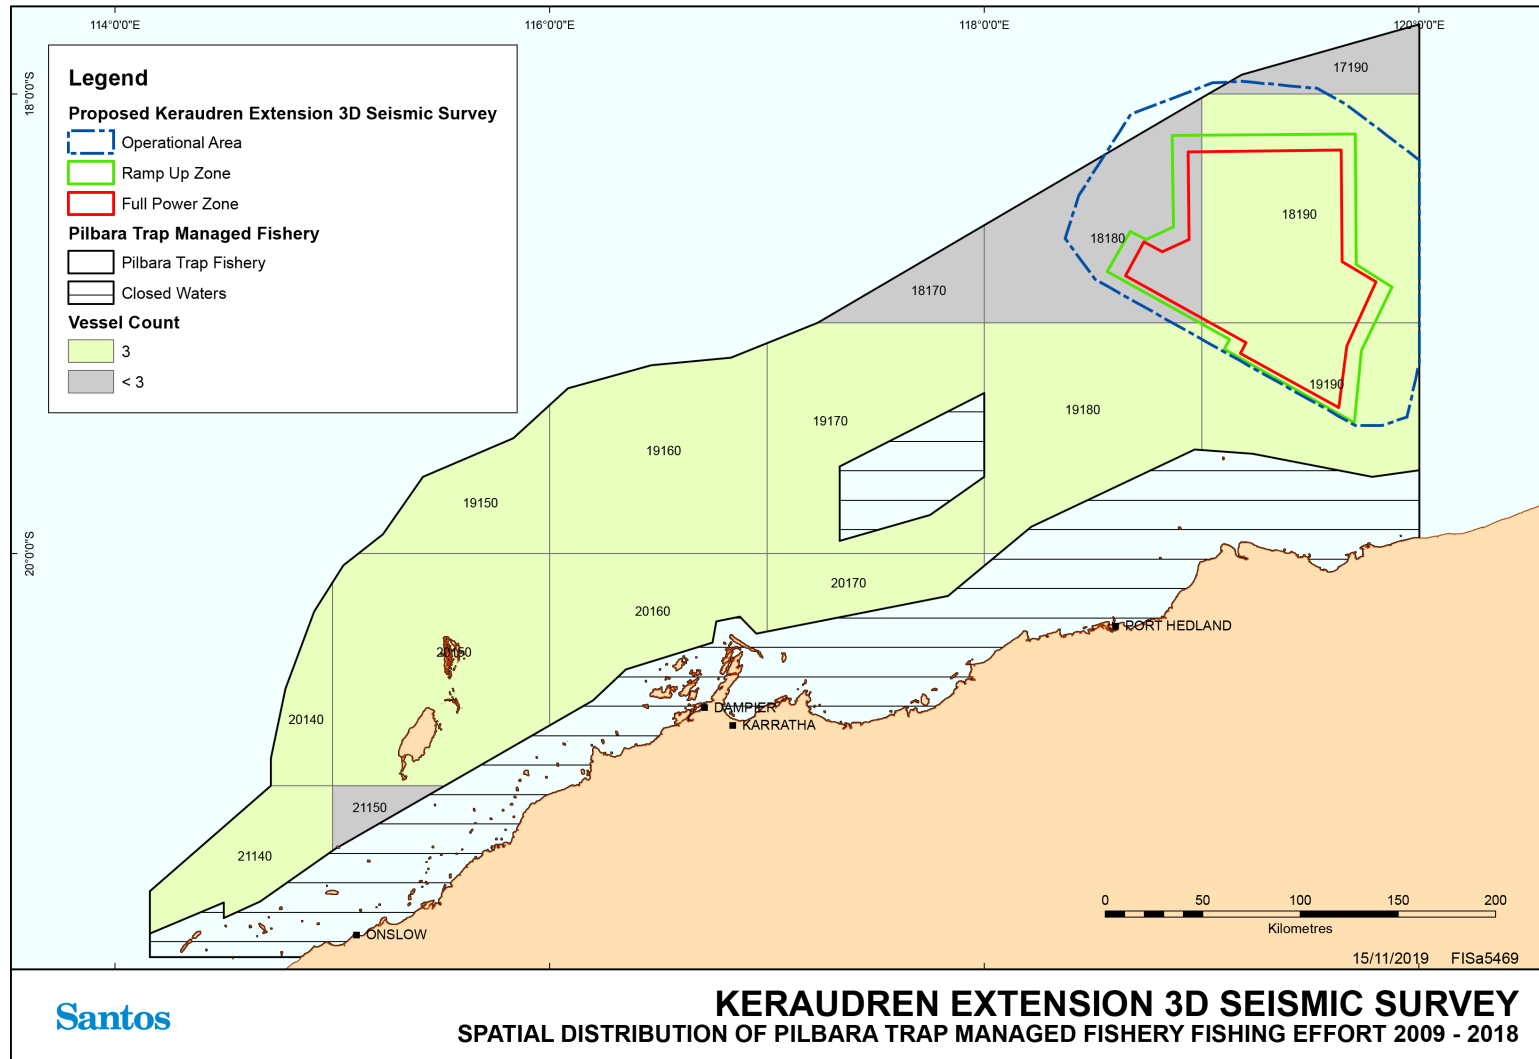 114°0'0"E
116°0'0"E
118°0'0"E
120°0'0"E
18°0'0"S
20°0'0"S
Legend
Proposed Keraudren Extension 3D Seismic Survey
Operational Area
Ramp Up Zone
Full Power Zone
Pilbara Trap Managed Fishery
Pilbara Trap Fishery
Closed Waters
Vessel Count
3
< 3
17190
18190
18180
18170
19190
19180
19170
19160
19150
20170
20160
20150
20140
21150
21140
PORT HEDLAND
DAMPIER
KARRATHA
ONSLOW
0 50 100 150 200
Kilometres
15/11/2019 FISa5469
Santos
KERAUDREN EXTENSION 3D SEISMIC SURVEY
SPATIAL DISTRIBUTION OF PILBARA TRAP MANAGED FISHERY FISHING EFFORT 2009 - 2018